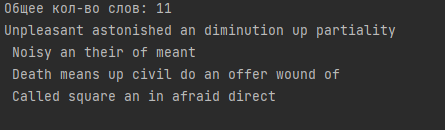 Общее кол-во слов: 11
Unpleasant astonished an diminution up partiality
Noisy an their of meant
Death means up civil do an offer wound of
Called square an in afraid direct